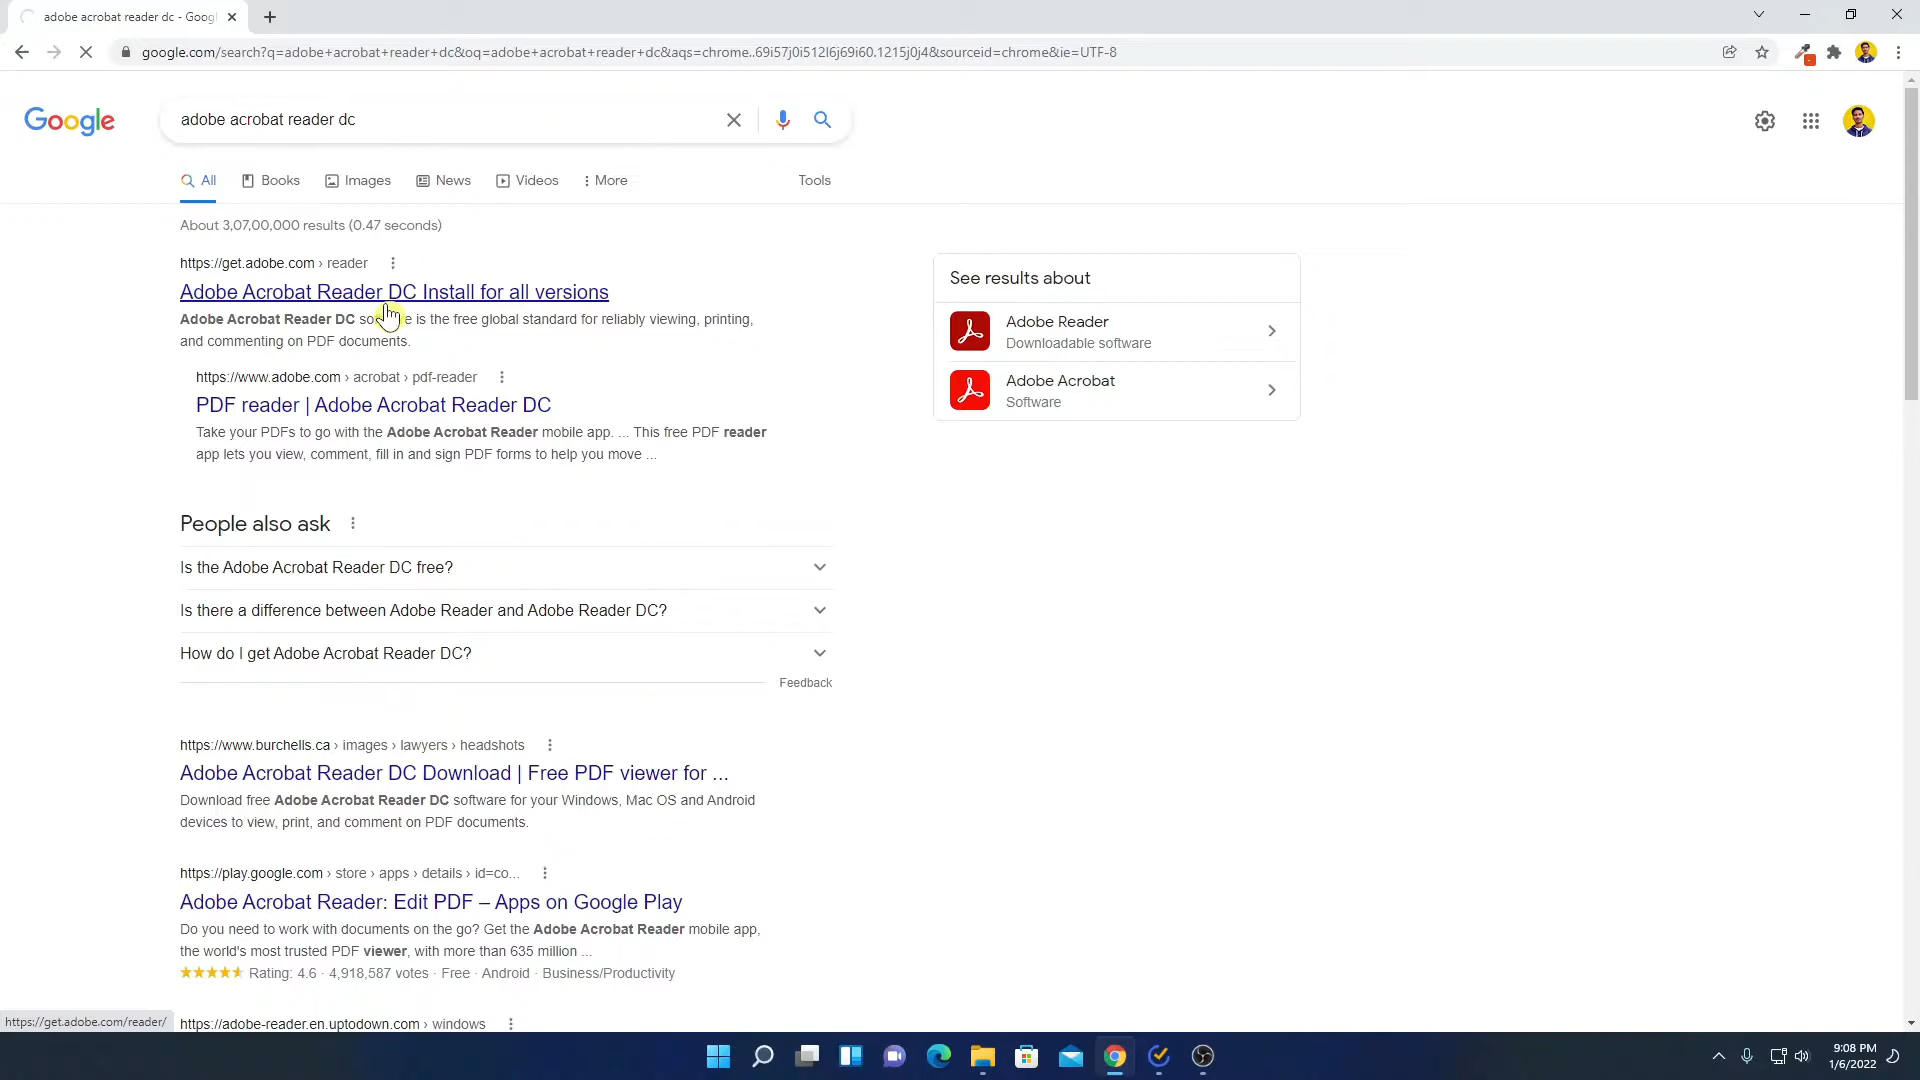 adobe acrobat reader dc - Googl
google.com/search?q=adobe+acrobat+reader+dc&oq=adobe+acrobat+reader+dc&aqs=chrome..69i57j0i512l6j69i60.1215j0j4&sourceid=chrome&ie=UTF-8
Google
adobe acrobat reader dc
All
Books
Images
News
Videos
More
Tools
About 3,07,00,000 results (0.47 seconds)
https://get.adobe.com › reader
Adobe Acrobat Reader DC Install for all versions
Adobe Acrobat Reader DC so e is the free global standard for reliably viewing, printing,
and commenting on PDF documents.
https://www.adobe.com › acrobat › pdf-reader
PDF reader | Adobe Acrobat Reader DC
Take your PDFs to go with the Adobe Acrobat Reader mobile app. ... This free PDF reader
app lets you view, comment, fill in and sign PDF forms to help you move ...
See results about
Adobe Reader
Downloadable software
Adobe Acrobat
Software
People also ask
Is the Adobe Acrobat Reader DC free?
Is there a difference between Adobe Reader and Adobe Reader DC?
How do I get Adobe Acrobat Reader DC?
Feedback
https://www.burchells.ca › images › lawyers › headshots
Adobe Acrobat Reader DC Download | Free PDF viewer for ...
Download free Adobe Acrobat Reader DC software for your Windows, Mac OS and Android
devices to view, print, and comment on PDF documents.
https://play.google.com › store › apps › details › id=co...
Adobe Acrobat Reader: Edit PDF – Apps on Google Play
Do you need to work with documents on the go? Get the Adobe Acrobat Reader mobile app,
the world's most trusted PDF viewer, with more than 635 million ...
Rating: 4.6 · 4,918,587 votes · Free · Android · Business/Productivity
https://get.adobe.com/reader/
https://adobe-reader.en.uptodown.com › windows
9:08 PM
1/6/2022